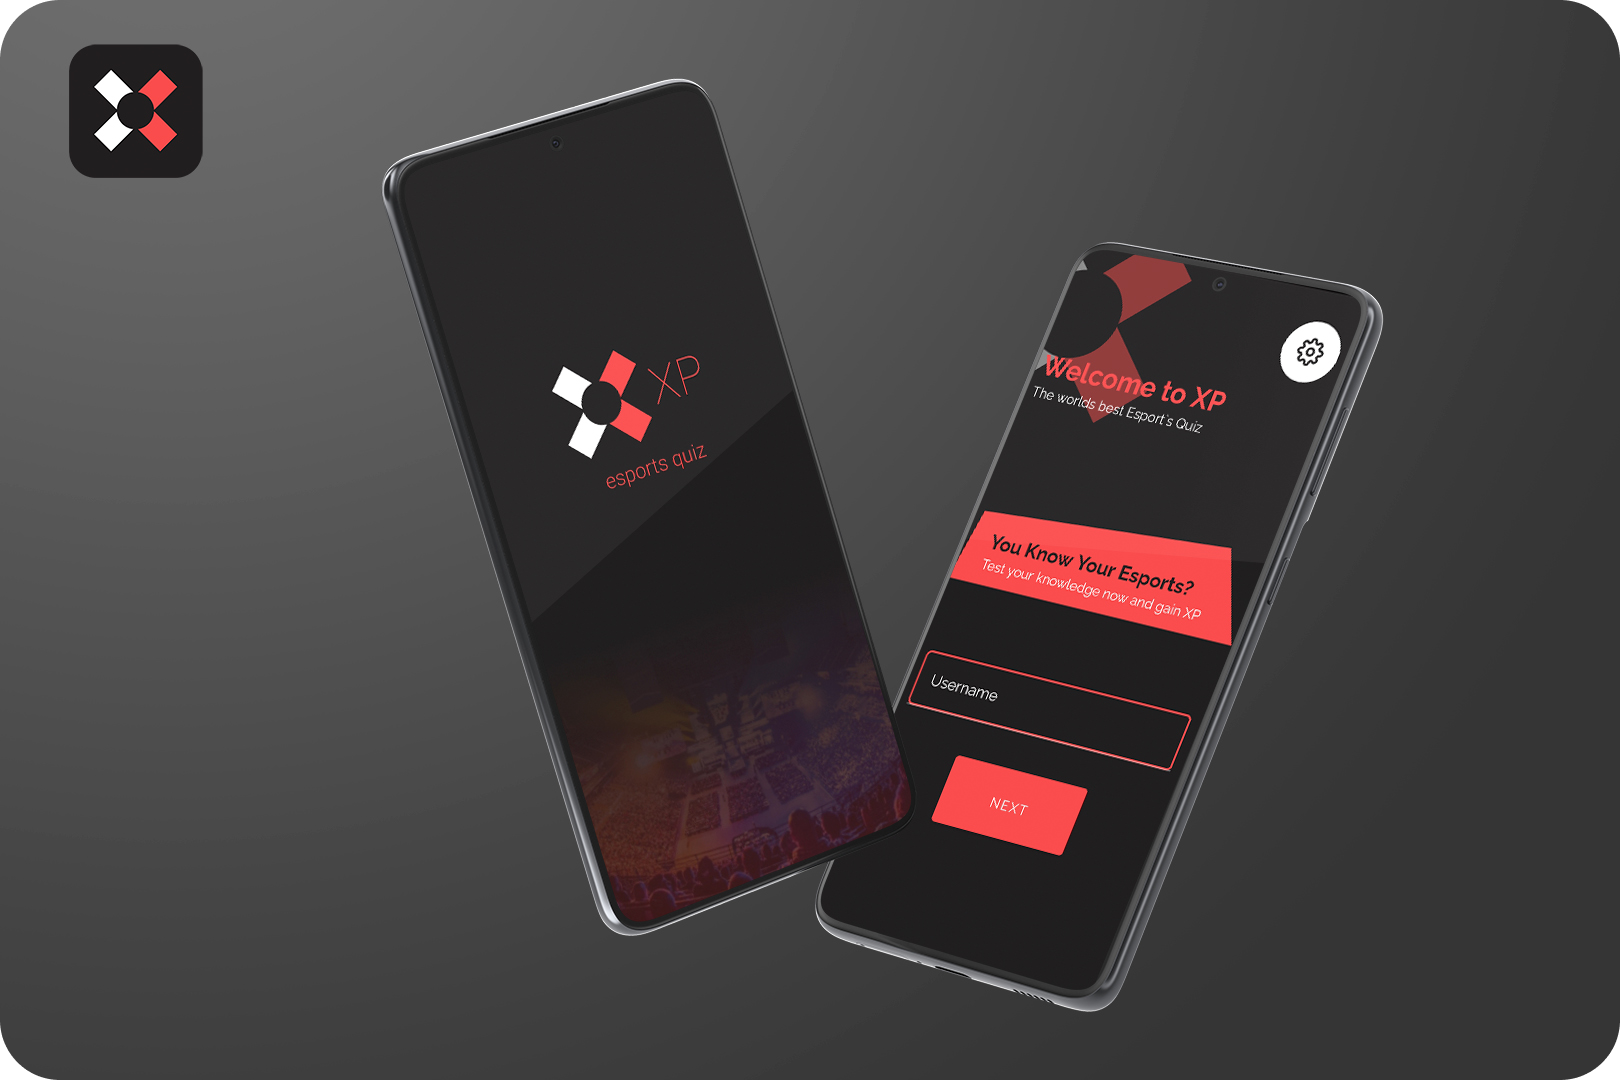 XP
esports quiz
Welcome to XP
The worlds best Esport's Quiz
You Know Your Esports?
Test your knowledge now and gain XP
Username
NEXT